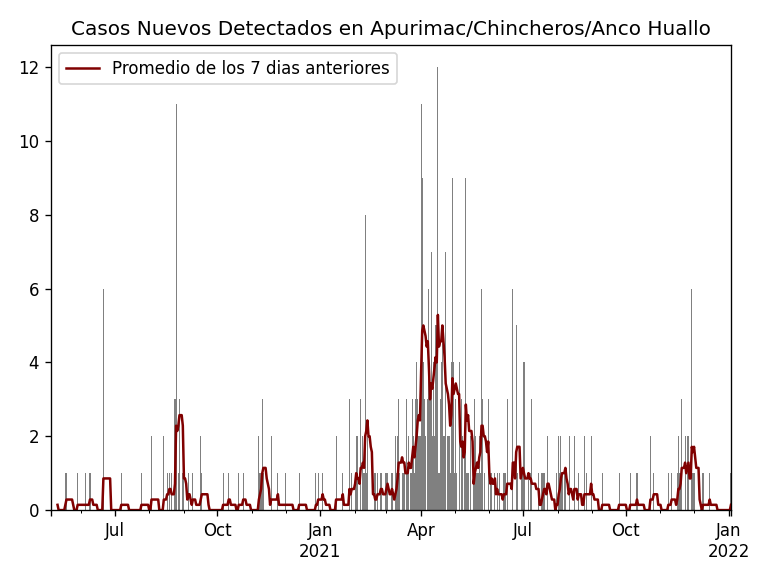 Casos Nuevos Detectados en Apurimac/Chincheros/Anco Huallo
Promedio de los 7 dias anteriores
12
10
8
6
4
2
0
Jul
Oct
Jan
2021
Apr
Jul
Oct
Jan
2022